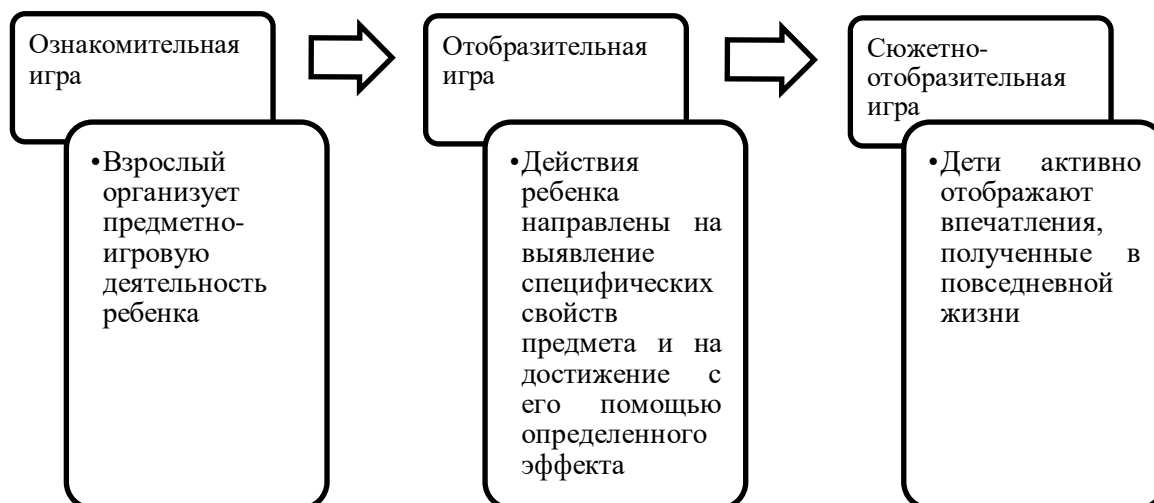 Ознакомительная
игра
•Взрослый
организует
предметно-
игровую
деятельность
ребенка
Отобразительная
игра
•Действия
ребенка
направлены на
выявление
специфических
свойств
предмета и на
достижение с
его помощью
определенного
эффекта
Сюжетно-
отобразительная
игра
•Дети активно
отображают
впечатления,
полученные в
повседневной
жизни